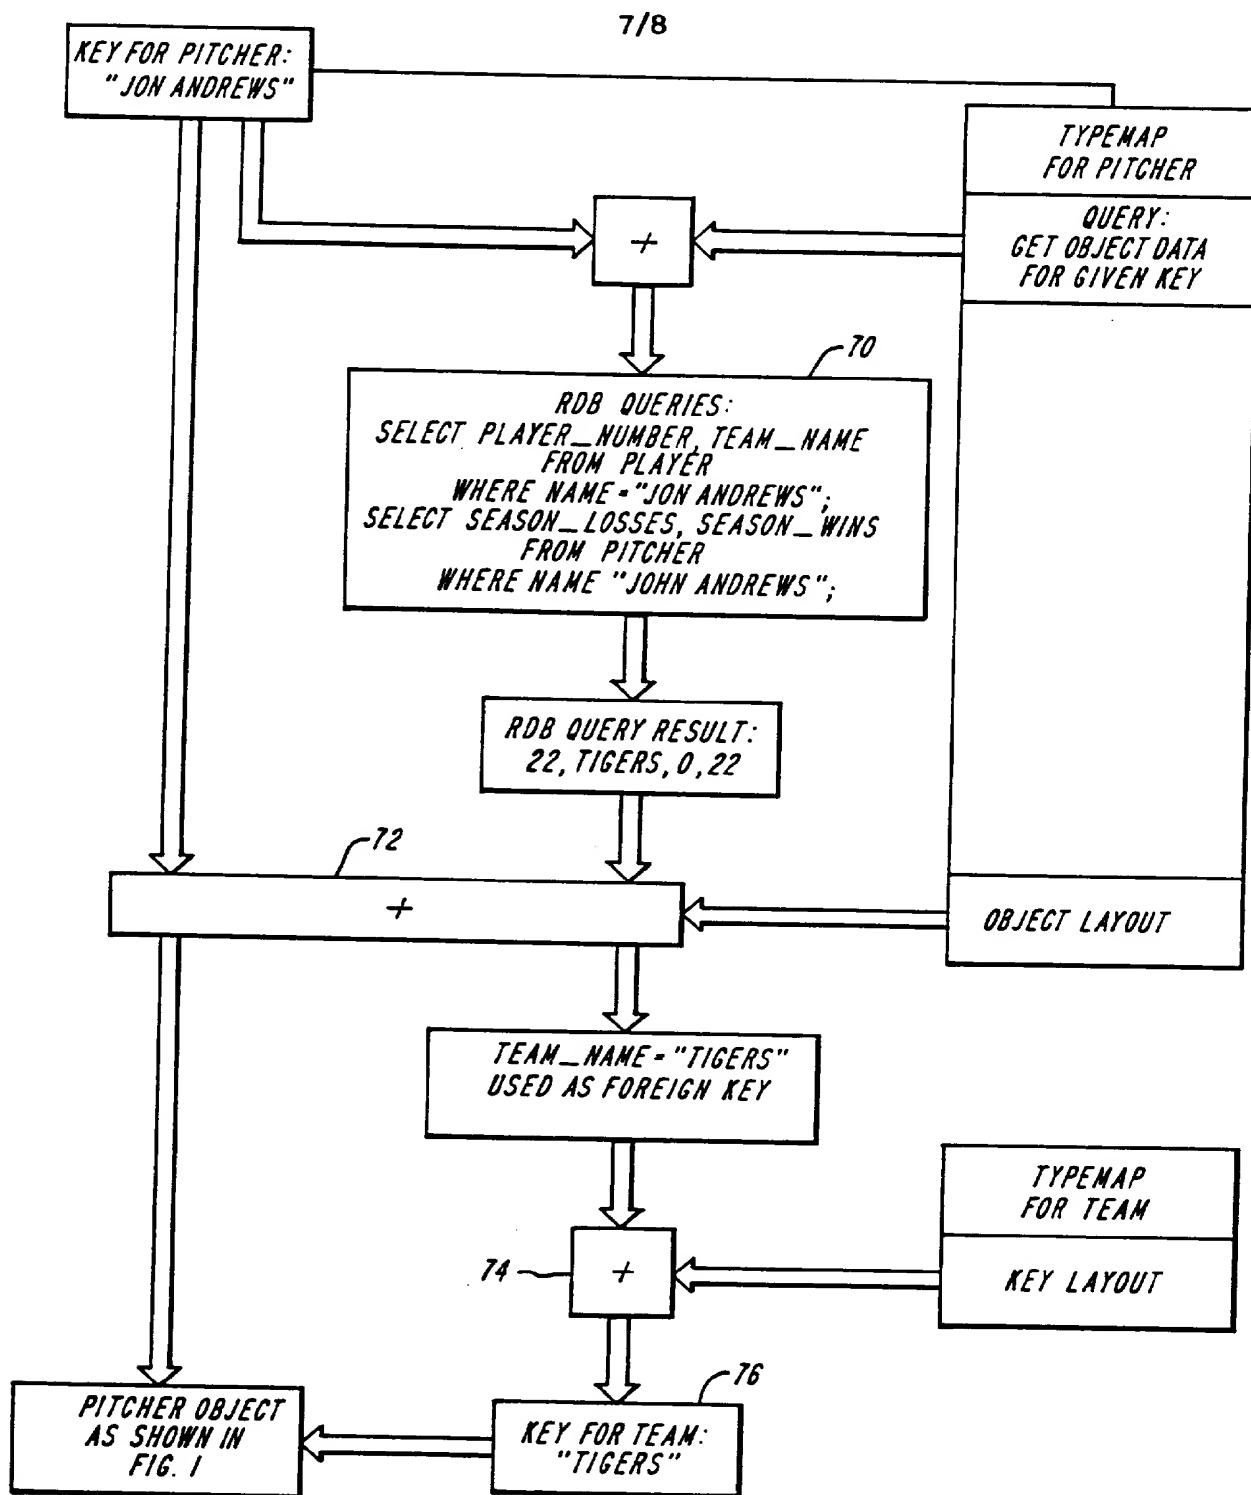 7/8
KEY FOR PITCHER:
"JON ANDREWS"
TYPEMAP
FOR PITCHER
QUERY:
GET OBJECT DATA
FOR GIVEN KEY
+
70
RDB QUERIES:
SELECT PLAYER_NUMBER, TEAM_NAME
FROM PLAYER
WHERE NAME="JON ANDREWS";
SELECT SEASON_LOSSES, SEASON_WINS
FROM PITCHER
WHERE NAME "JOHN ANDREWS";
RDB QUERY RESULT:
22, TIGERS, 0, 22
72
+
OBJECT LAYOUT
TEAM_NAME="TIGERS"
USED AS FOREIGN KEY
TYPEMAP
FOR TEAM
74
+
KEY LAYOUT
76
PITCHER OBJECT
AS SHOWN IN
FIG. 1
KEY FOR TEAM:
"TIGERS"